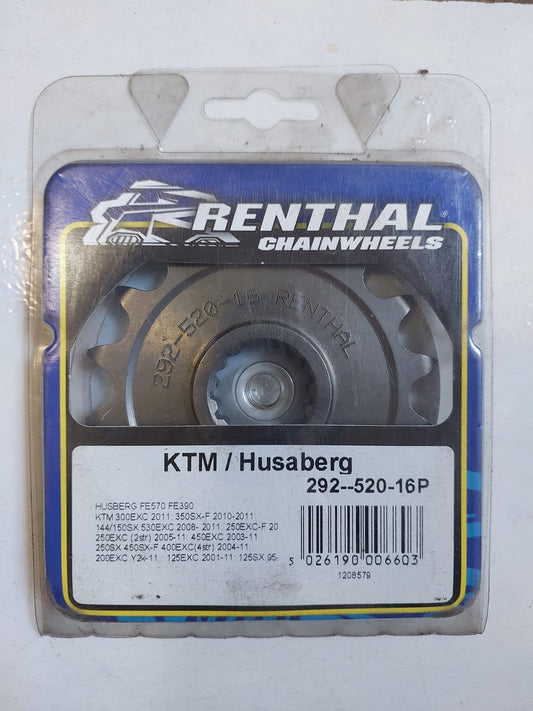 RENTHAL
CHAINWHEELS
292-520-16 RENTHAL
KTM / Husaberg
292--520-16P
HUSBERG FE570 FE390
KTM 300EXC 2011: 350SX-F 2010-2011
144/150SX 530EXC 2008- 2011: 250EXC-F 20
250EXC (2str) 2005-11: 450EXC 2003-11
250SX 450SX-F 400EXC(4str) 2004-11
200EXC Y2k-11 : 125EXC 2001-11: 125SX 95-
5 026190 006603
1208579